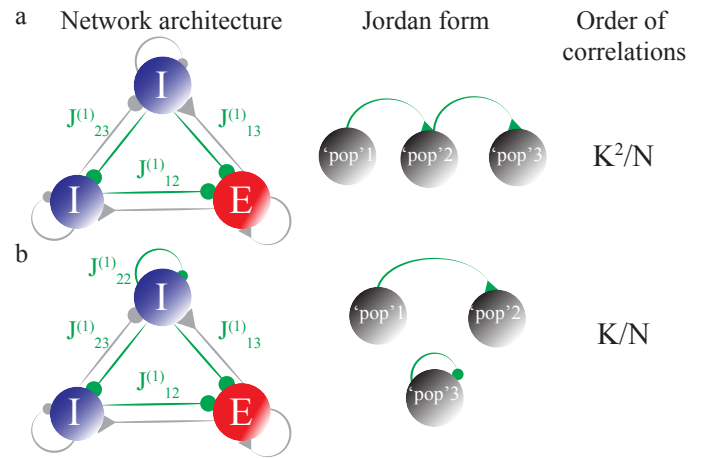 a
Network architecture
Jordan form
Order of
correlations
I
J(1)23
J(1)13
J(1)12
I
E
'pop'1
'pop'2
'pop'3
K2/N
b
J(1)22
I
J(1)23
J(1)13
J(1)12
I
E
'pop'1
'pop'2
'pop'3
K/N